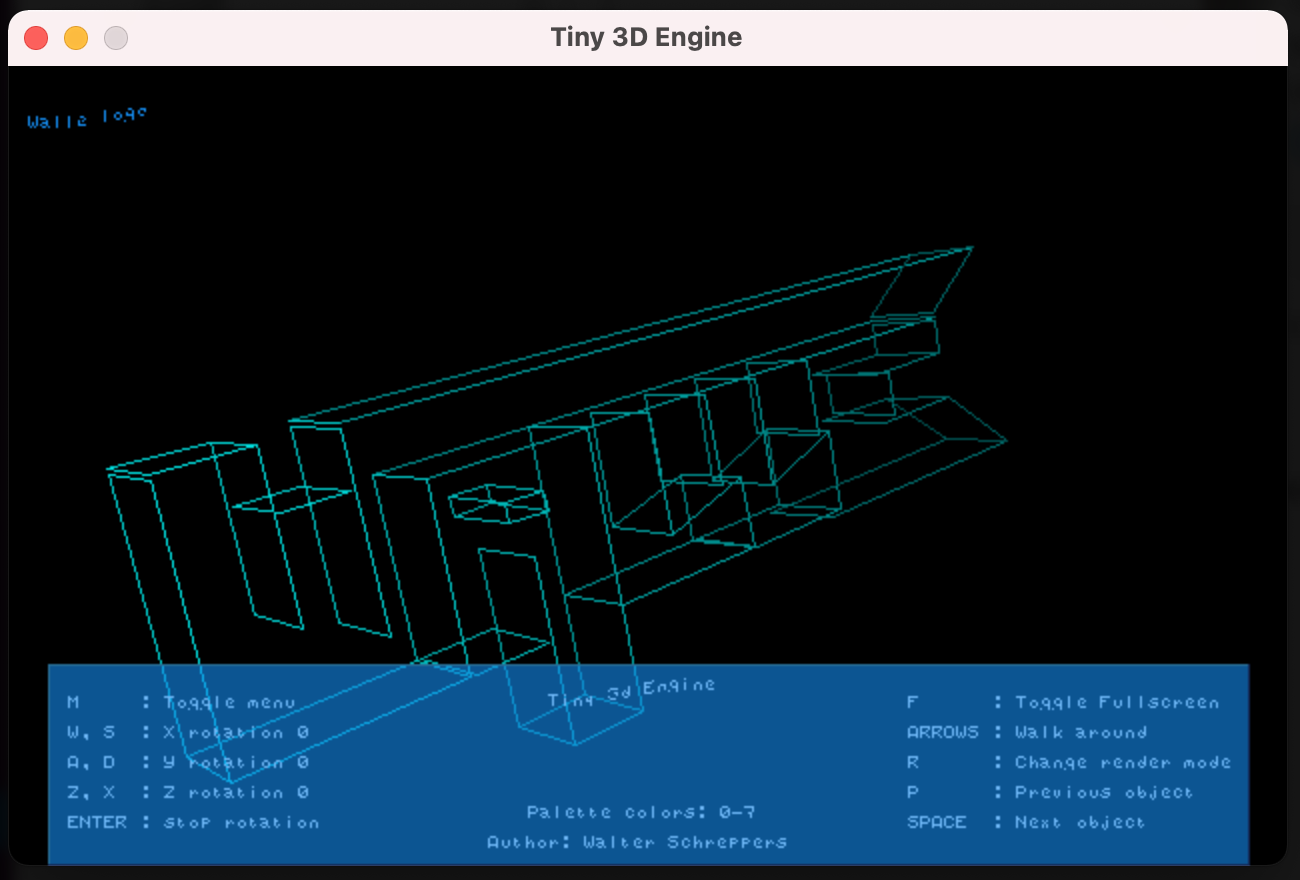 Tiny 3D Engine
Walle logo
Tiny 3d Engine
M : Toggle menu
W, S : X rotation 0
A, D : Y rotation 0
Z, X : Z rotation 0
ENTER : stop rotation
Palette colors: 0-7
Author: Walter Schreppers
F : Toggle Fullscreen
ARROWS : Walk around
R : Change render mode
P : Previous object
SPACE : Next object